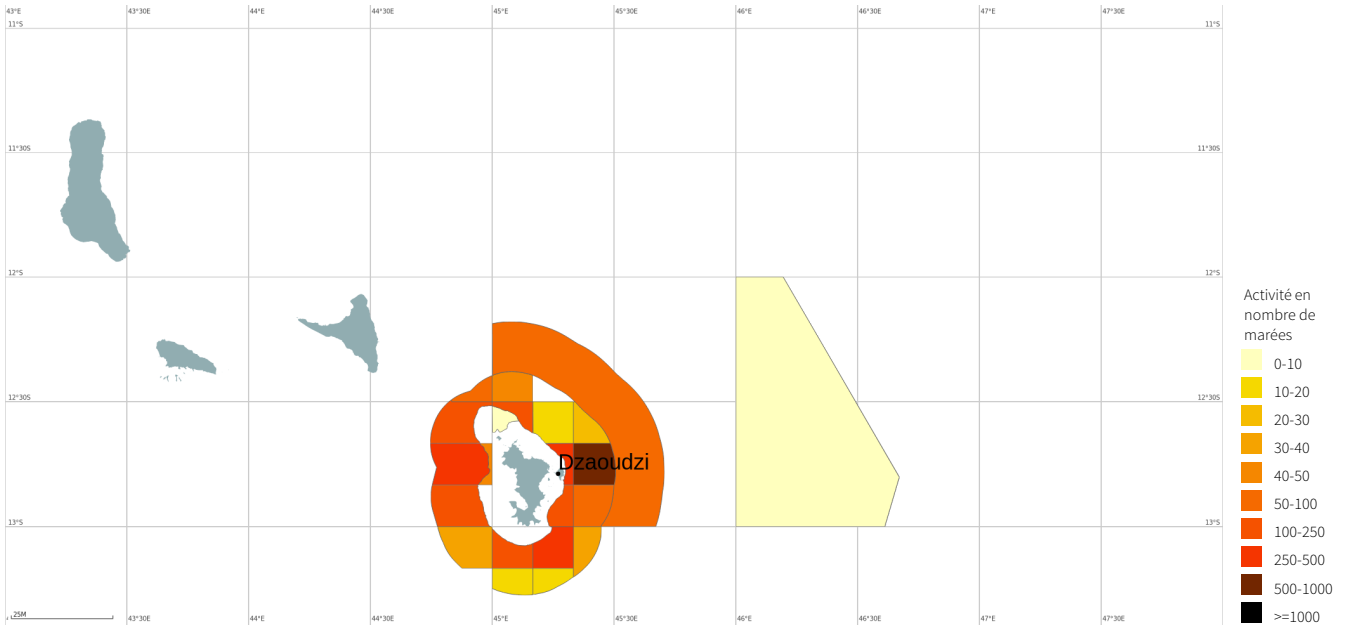 43°E 43°30E 44°E 44°30E 45°E 45°30E 46°E 46°30E 47°E 47°30E
11°S 11°S
11°30S 11°30S
12°S 12°S
12°30S 12°30S
Dzaoudzi
13°S 13°S
25M
43°30E 44°E 44°30E 45°E 45°30E 46°E 46°30E 47°E 47°30E
Activité en
nombre de
marées
0-10
10-20
20-30
30-40
40-50
50-100
100-250
250-500
500-1000
>=1000